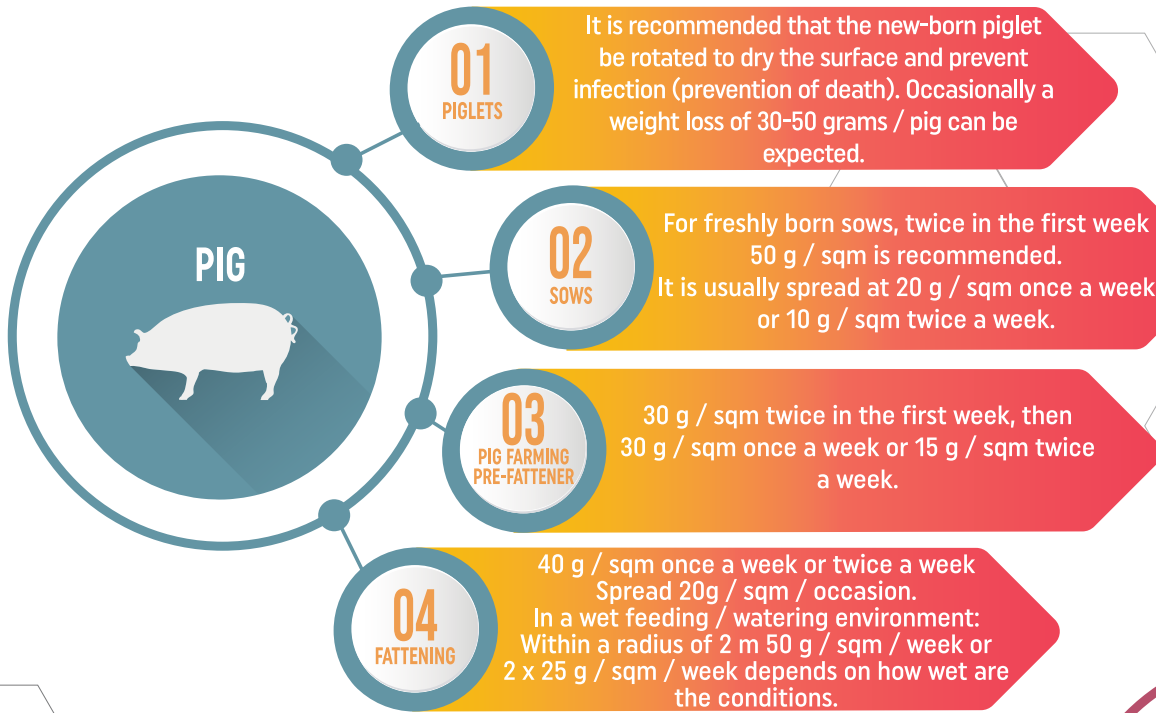 PIG
01
PIGLETS
It is recommended that the new-born piglet
be rotated to dry the surface and prevent
infection (prevention of death). Occasionally a
weight loss of 30-50 grams / pig can be
expected.
02
SOWS
For freshly born sows, twice in the first week
50 g / sqm is recommended.
It is usually spread at 20 g / sqm once a week
or 10 g / sqm twice a week.
03
PIG FARMING
PRE-FATTENER
30 g / sqm twice in the first week, then
30 g / sqm once a week or 15 g / sqm twice
a week.
04
FATTENING
40 g / sqm once a week or twice a week
Spread 20g / sqm / occasion.
In a wet feeding / watering environment:
Within a radius of 2 m 50 g / sqm / week or
2 x 25 g / sqm / week depends on how wet are
the conditions.